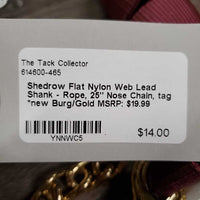 The Tack Collector
614600-465
Shedrow Flat Nylon Web Lead
Shank - Rope, 25" Nose Chain, tag
*new Burg/Gold MSRP: $19.99
YNNWC5
$14.00